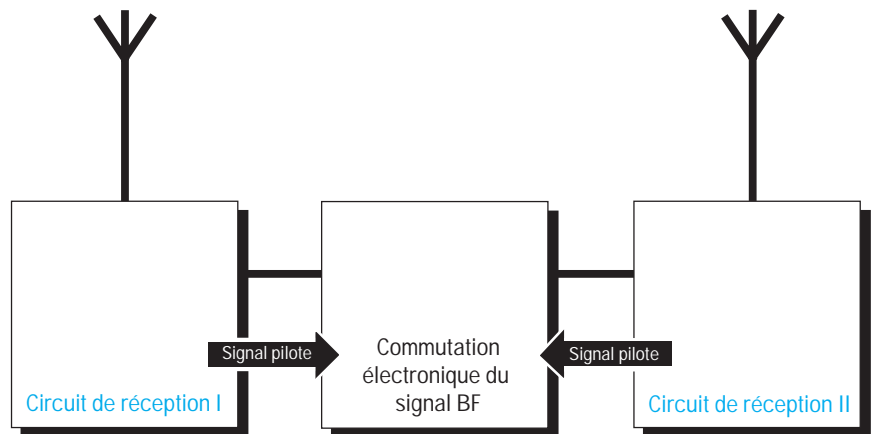 Signal pilote
Circuit de réception I
Commutation
électronique du
signal BF
Signal pilote
Circuit de réception II